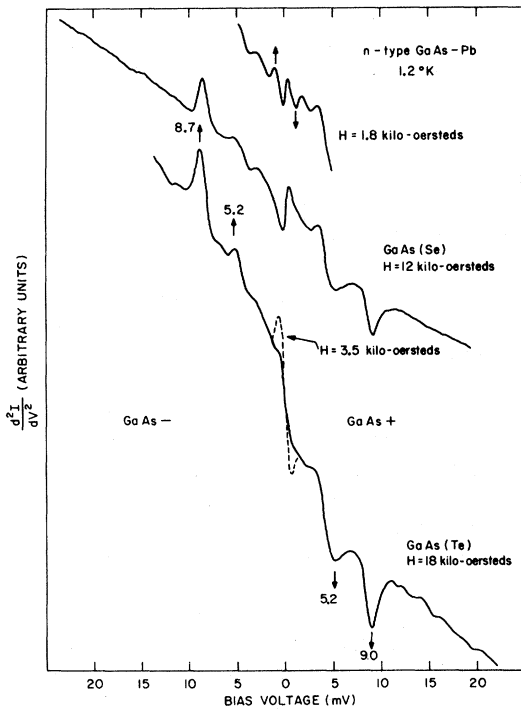 n-type GaAs-Pb
1.2 °K
H = 1.8 kilo-oersteds
8.7
5.2
GaAs (Se)
H = 12 kilo-oersteds
H = 3.5 kilo-oersteds
d²I
dV²
(ARBITRARY UNITS)
GaAs −
GaAs +
GaAs (Te)
H = 18 kilo-oersteds
5.2
9.0
20 15 10 5 0 5 10 15 20
BIAS VOLTAGE (mV)